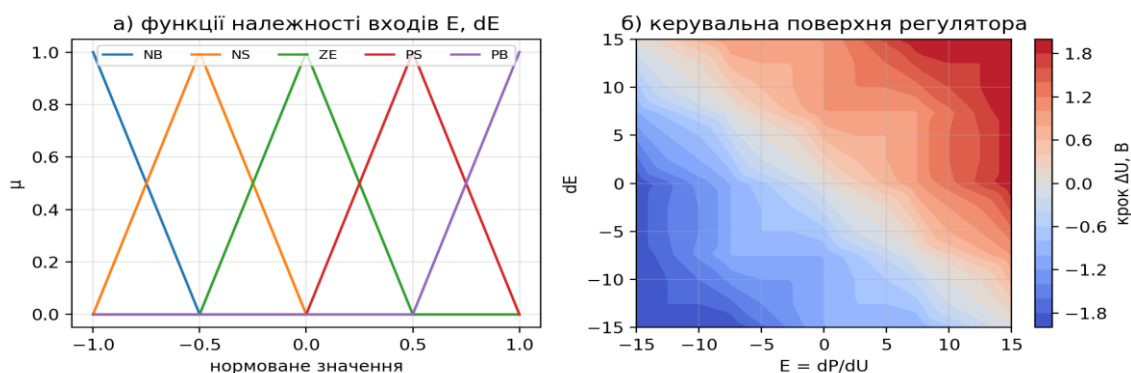 а) функції належності входів E, dE
NB NS ZE PS PB
1.0
0.8
0.6
0.4
0.2
0.0
μ
−1.0 −0.5 0.0 0.5 1.0
нормоване значення
б) керувальна поверхня регулятора
15
10
5
0
−5
−10
−15
dE
−15 −10 −5 0 5 10 15
E = dP/dU
1.8
1.2
0.6
0.0
−0.6
−1.2
−1.8
крок ΔU, В